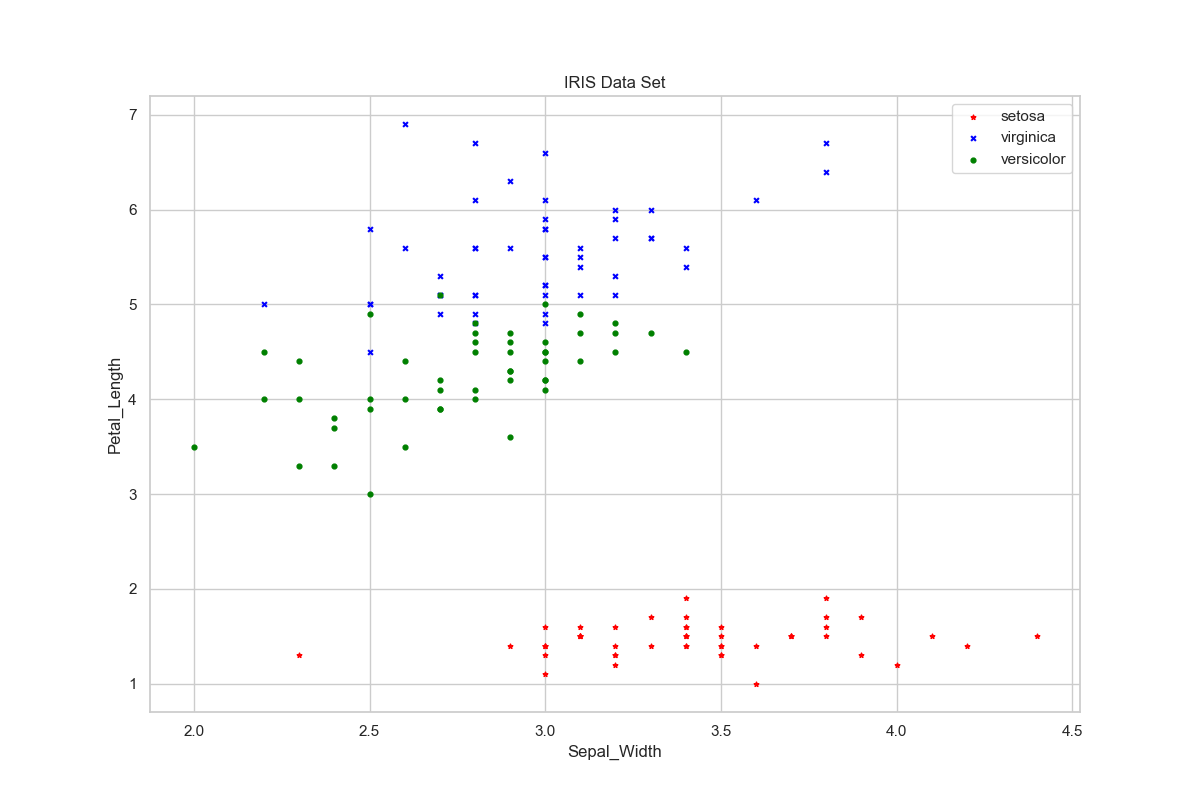 IRIS Data Set
setosa
virginica
versicolor
7
6
5
4
3
2
1
Petal_Length
2.0 2.5 3.0 3.5 4.0 4.5
Sepal_Width